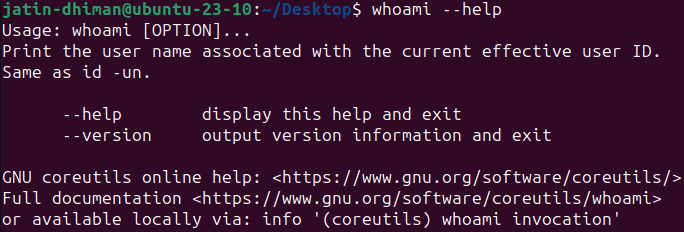 jatin-dhiman@ubuntu-23-10:~/Desktop$ whoami --help
Usage: whoami [OPTION]...
Print the user name associated with the current effective user ID.
Same as id -un.
      --help        display this help and exit
      --version     output version information and exit
GNU coreutils online help: <https://www.gnu.org/software/coreutils/>
Full documentation <https://www.gnu.org/software/coreutils/whoami>
or available locally via: info '(coreutils) whoami invocation'